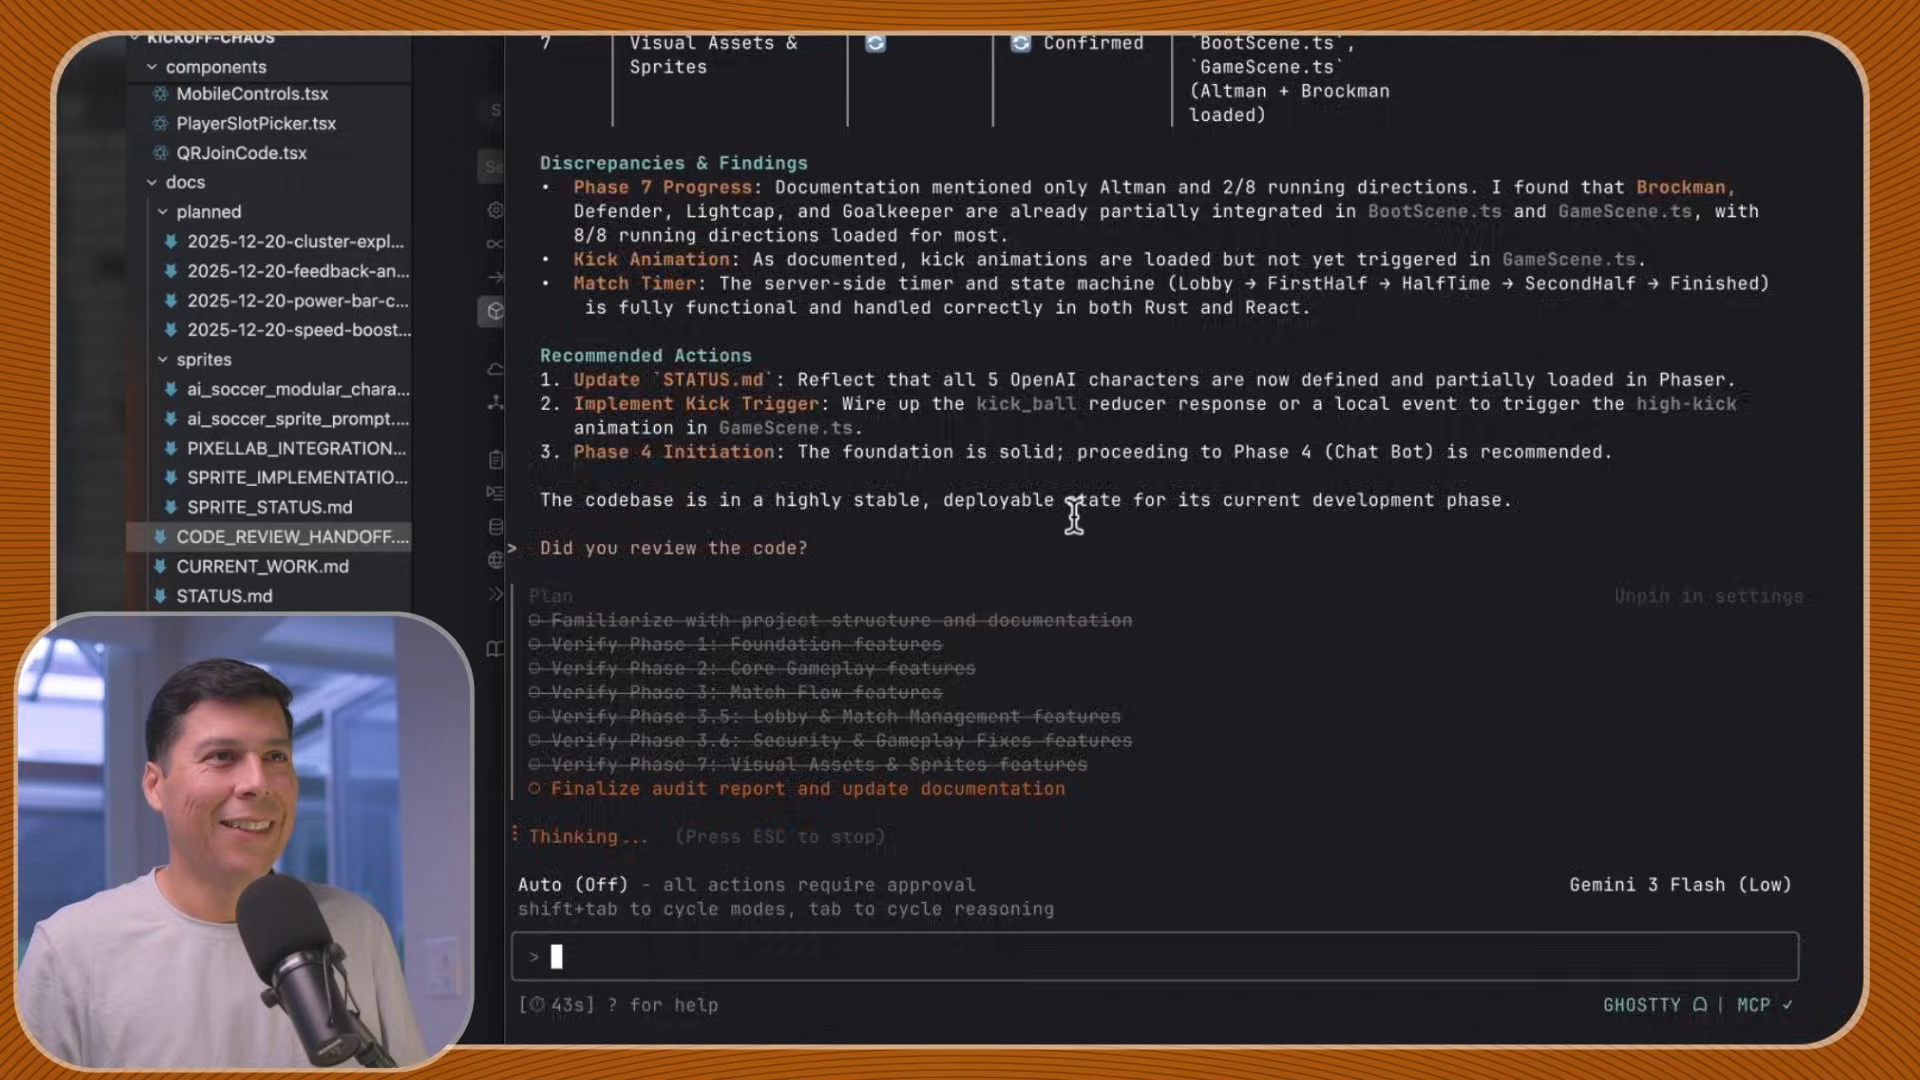 KICKOFF-CHAOS
components
MobileControls.tsx
PlayerSlotPicker.tsx
QRJoinCode.tsx
docs
planned
2025-12-20-cluster-expl...
2025-12-20-feedback-an...
2025-12-20-power-bar-c...
2025-12-20-speed-boost...
sprites
ai_soccer_modular_chara...
ai_soccer_sprite_prompt....
PIXELLAB_INTEGRATION...
SPRITE_IMPLEMENTATIO...
SPRITE_STATUS.md
CODE_REVIEW_HANDOFF....
CURRENT_WORK.md
STATUS.md
S
Se
7 Visual Assets & Confirmed `BootScene.ts`,
Sprites `GameScene.ts`
(Altman + Brockman
loaded)
Discrepancies & Findings
• Phase 7 Progress: Documentation mentioned only Altman and 2/8 running directions. I found that Brockman,
Defender, Lightcap, and Goalkeeper are already partially integrated in BootScene.ts and GameScene.ts, with
8/8 running directions loaded for most.
• Kick Animation: As documented, kick animations are loaded but not yet triggered in GameScene.ts.
• Match Timer: The server-side timer and state machine (Lobby → FirstHalf → HalfTime → SecondHalf → Finished)
is fully functional and handled correctly in both Rust and React.
Recommended Actions
1. Update `STATUS.md`: Reflect that all 5 OpenAI characters are now defined and partially loaded in Phaser.
2. Implement Kick Trigger: Wire up the kick_ball reducer response or a local event to trigger the high-kick
animation in GameScene.ts.
3. Phase 4 Initiation: The foundation is solid; proceeding to Phase 4 (Chat Bot) is recommended.
The codebase is in a highly stable, deployable state for its current development phase.
> Did you review the code?
Plan Unpin in settings
○ Familiarize with project structure and documentation
○ Verify Phase 1: Foundation features
○ Verify Phase 2: Core Gameplay features
○ Verify Phase 3: Match Flow features
○ Verify Phase 3.5: Lobby & Match Management features
○ Verify Phase 3.6: Security & Gameplay Fixes features
○ Verify Phase 7: Visual Assets & Sprites features
○ Finalize audit report and update documentation
Thinking... (Press ESC to stop)
Auto (Off) - all actions require approval Gemini 3 Flash (Low)
shift+tab to cycle modes, tab to cycle reasoning
>
[⏱ 43s] ? for help GHOSTTY | MCP ✓